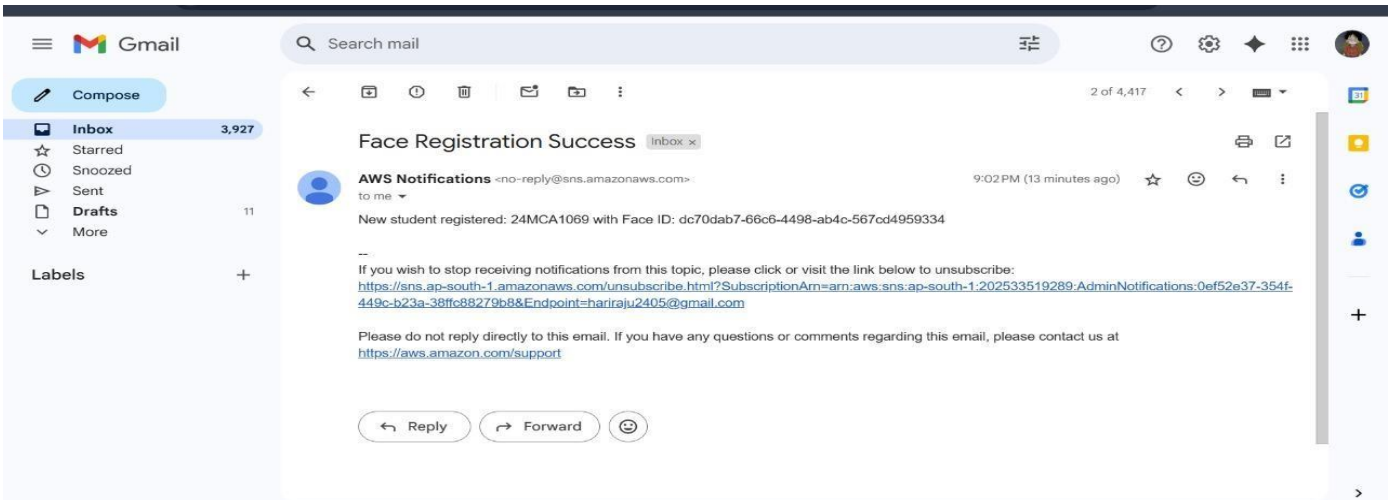 Gmail
Search mail
Compose
2 of 4,417
31
Inbox 3,927
Starred
Snoozed
Sent
Drafts 11
More
Labels
Face Registration Success Inbox x
AWS Notifications <no-reply@sns.amazonaws.com> 9:02 PM (13 minutes ago)
to me
New student registered: 24MCA1069 with Face ID: dc70dab7-66c6-4498-ab4c-567cd4959334
--
If you wish to stop receiving notifications from this topic, please click or visit the link below to unsubscribe:
https://sns.ap-south-1.amazonaws.com/unsubscribe.html?SubscriptionArn=arn:aws:sns:ap-south-1:202533519289:AdminNotifications:0ef52e37-354f-
449c-b23a-38ffc88279b8&Endpoint=hariraju2405@gmail.com
Please do not reply directly to this email. If you have any questions or comments regarding this email, please contact us at
https://aws.amazon.com/support
Reply
Forward